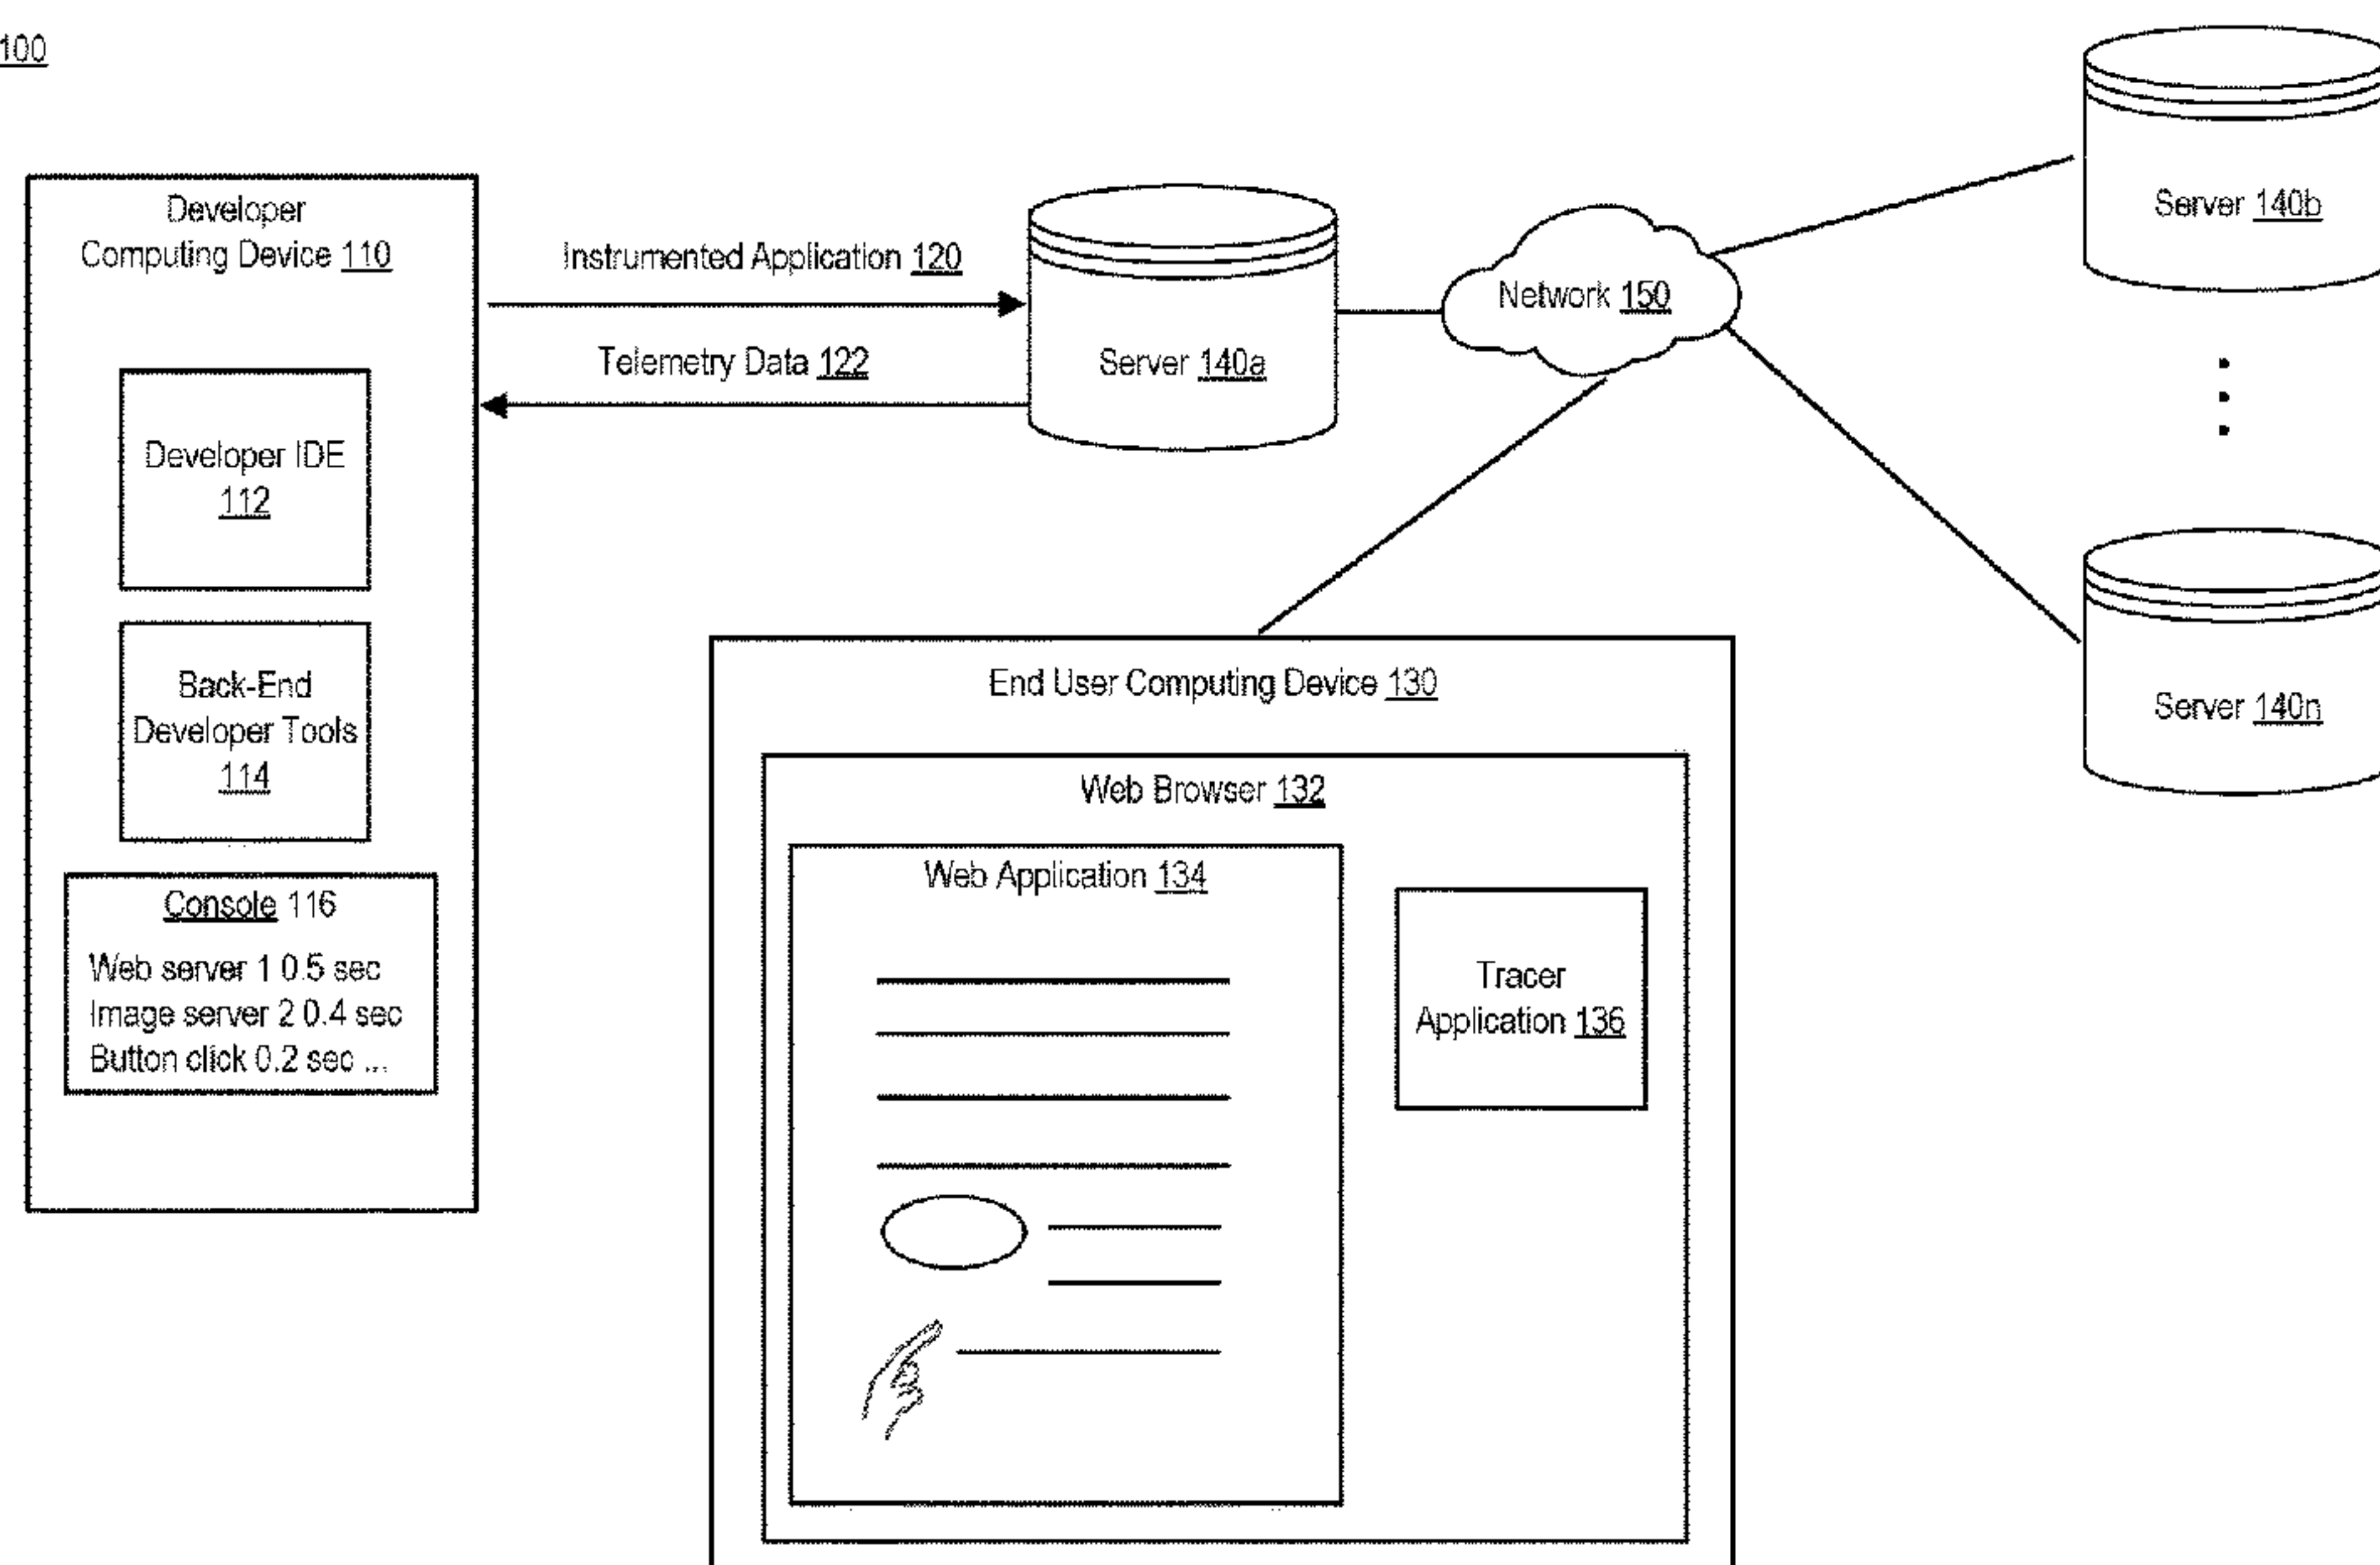 100
Developer
Computing Device 110
Developer IDE
112
Back-End
Developer Tools
114
Console 116
Web server 1 0.5 sec
Image server 2 0.4 sec
Button click 0.2 sec ...
Instrumented Application 120
Telemetry Data 122
Server 140a
Network 150
Server 140b
Server 140n
End User Computing Device 130
Web Browser 132
Web Application 134
Tracer
Application 136